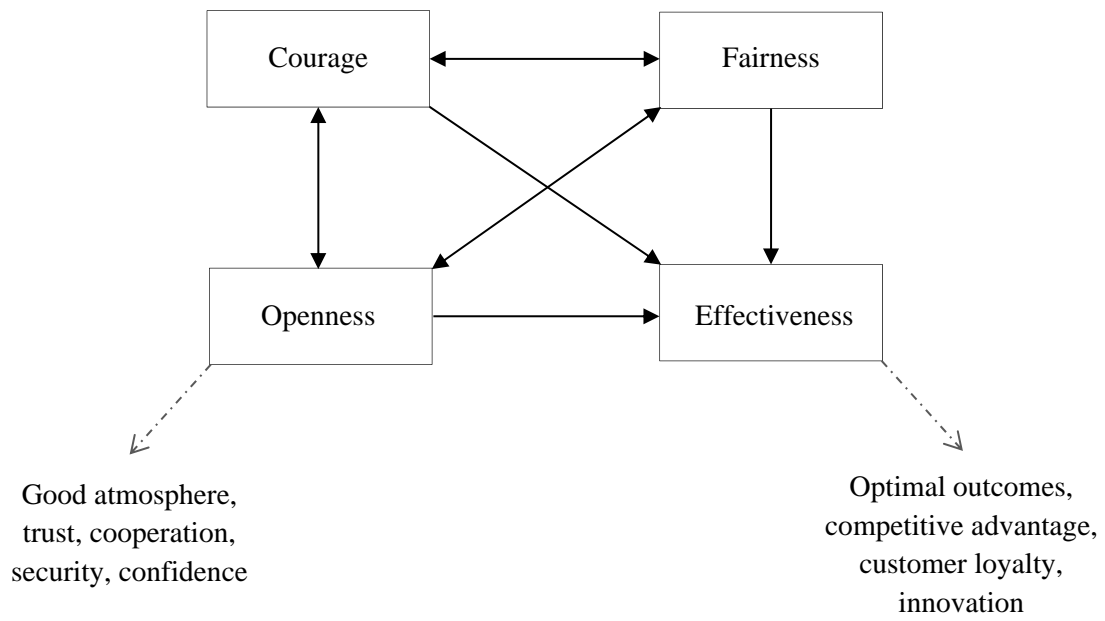 Courage
Fairness
Openness
Effectiveness
Good atmosphere,
trust, cooperation,
security, confidence
Optimal outcomes,
competitive advantage,
customer loyalty,
innovation